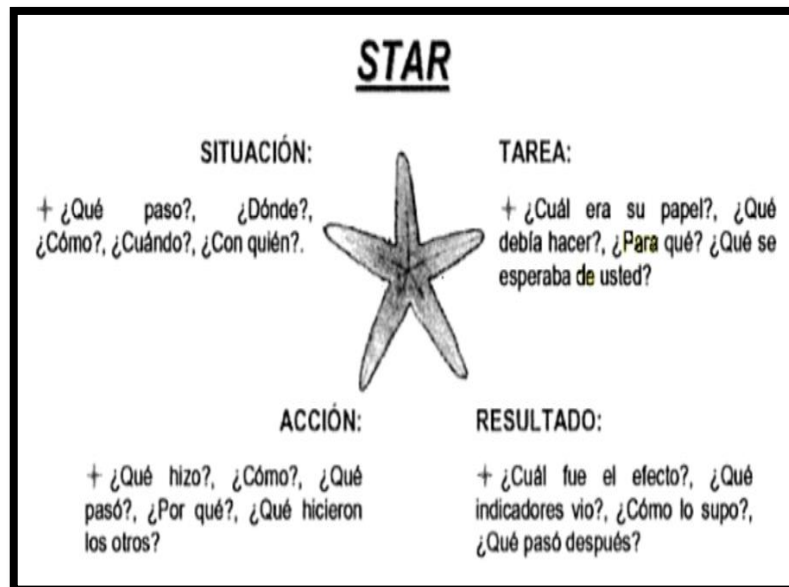 STAR
SITUACIÓN:
+ ¿Qué paso?, ¿Dónde?,
¿Cómo?, ¿Cuándo?, ¿Con quién?.
TAREA:
+ ¿Cuál era su papel?, ¿Qué
debía hacer?, ¿Para qué? ¿Qué se
esperaba de usted?
ACCIÓN:
+ ¿Qué hizo?, ¿Cómo?, ¿Qué
pasó?, ¿Por qué?, ¿Qué hicieron
los otros?
RESULTADO:
+ ¿Cuál fue el efecto?, ¿Qué
indicadores vio?, ¿Cómo lo supo?,
¿Qué pasó después?